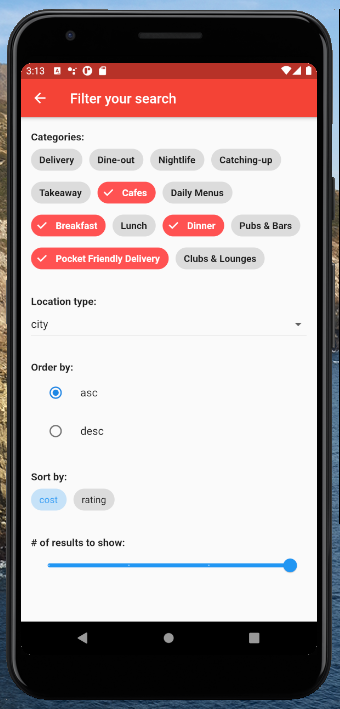 3:13
Filter your search
Categories:
Delivery Dine-out Nightlife Catching-up
Takeaway Cafes Daily Menus
Breakfast Lunch Dinner Pubs & Bars
Pocket Friendly Delivery Clubs & Lounges
Location type:
city
Order by:
asc
desc
Sort by:
cost rating
# of results to show: